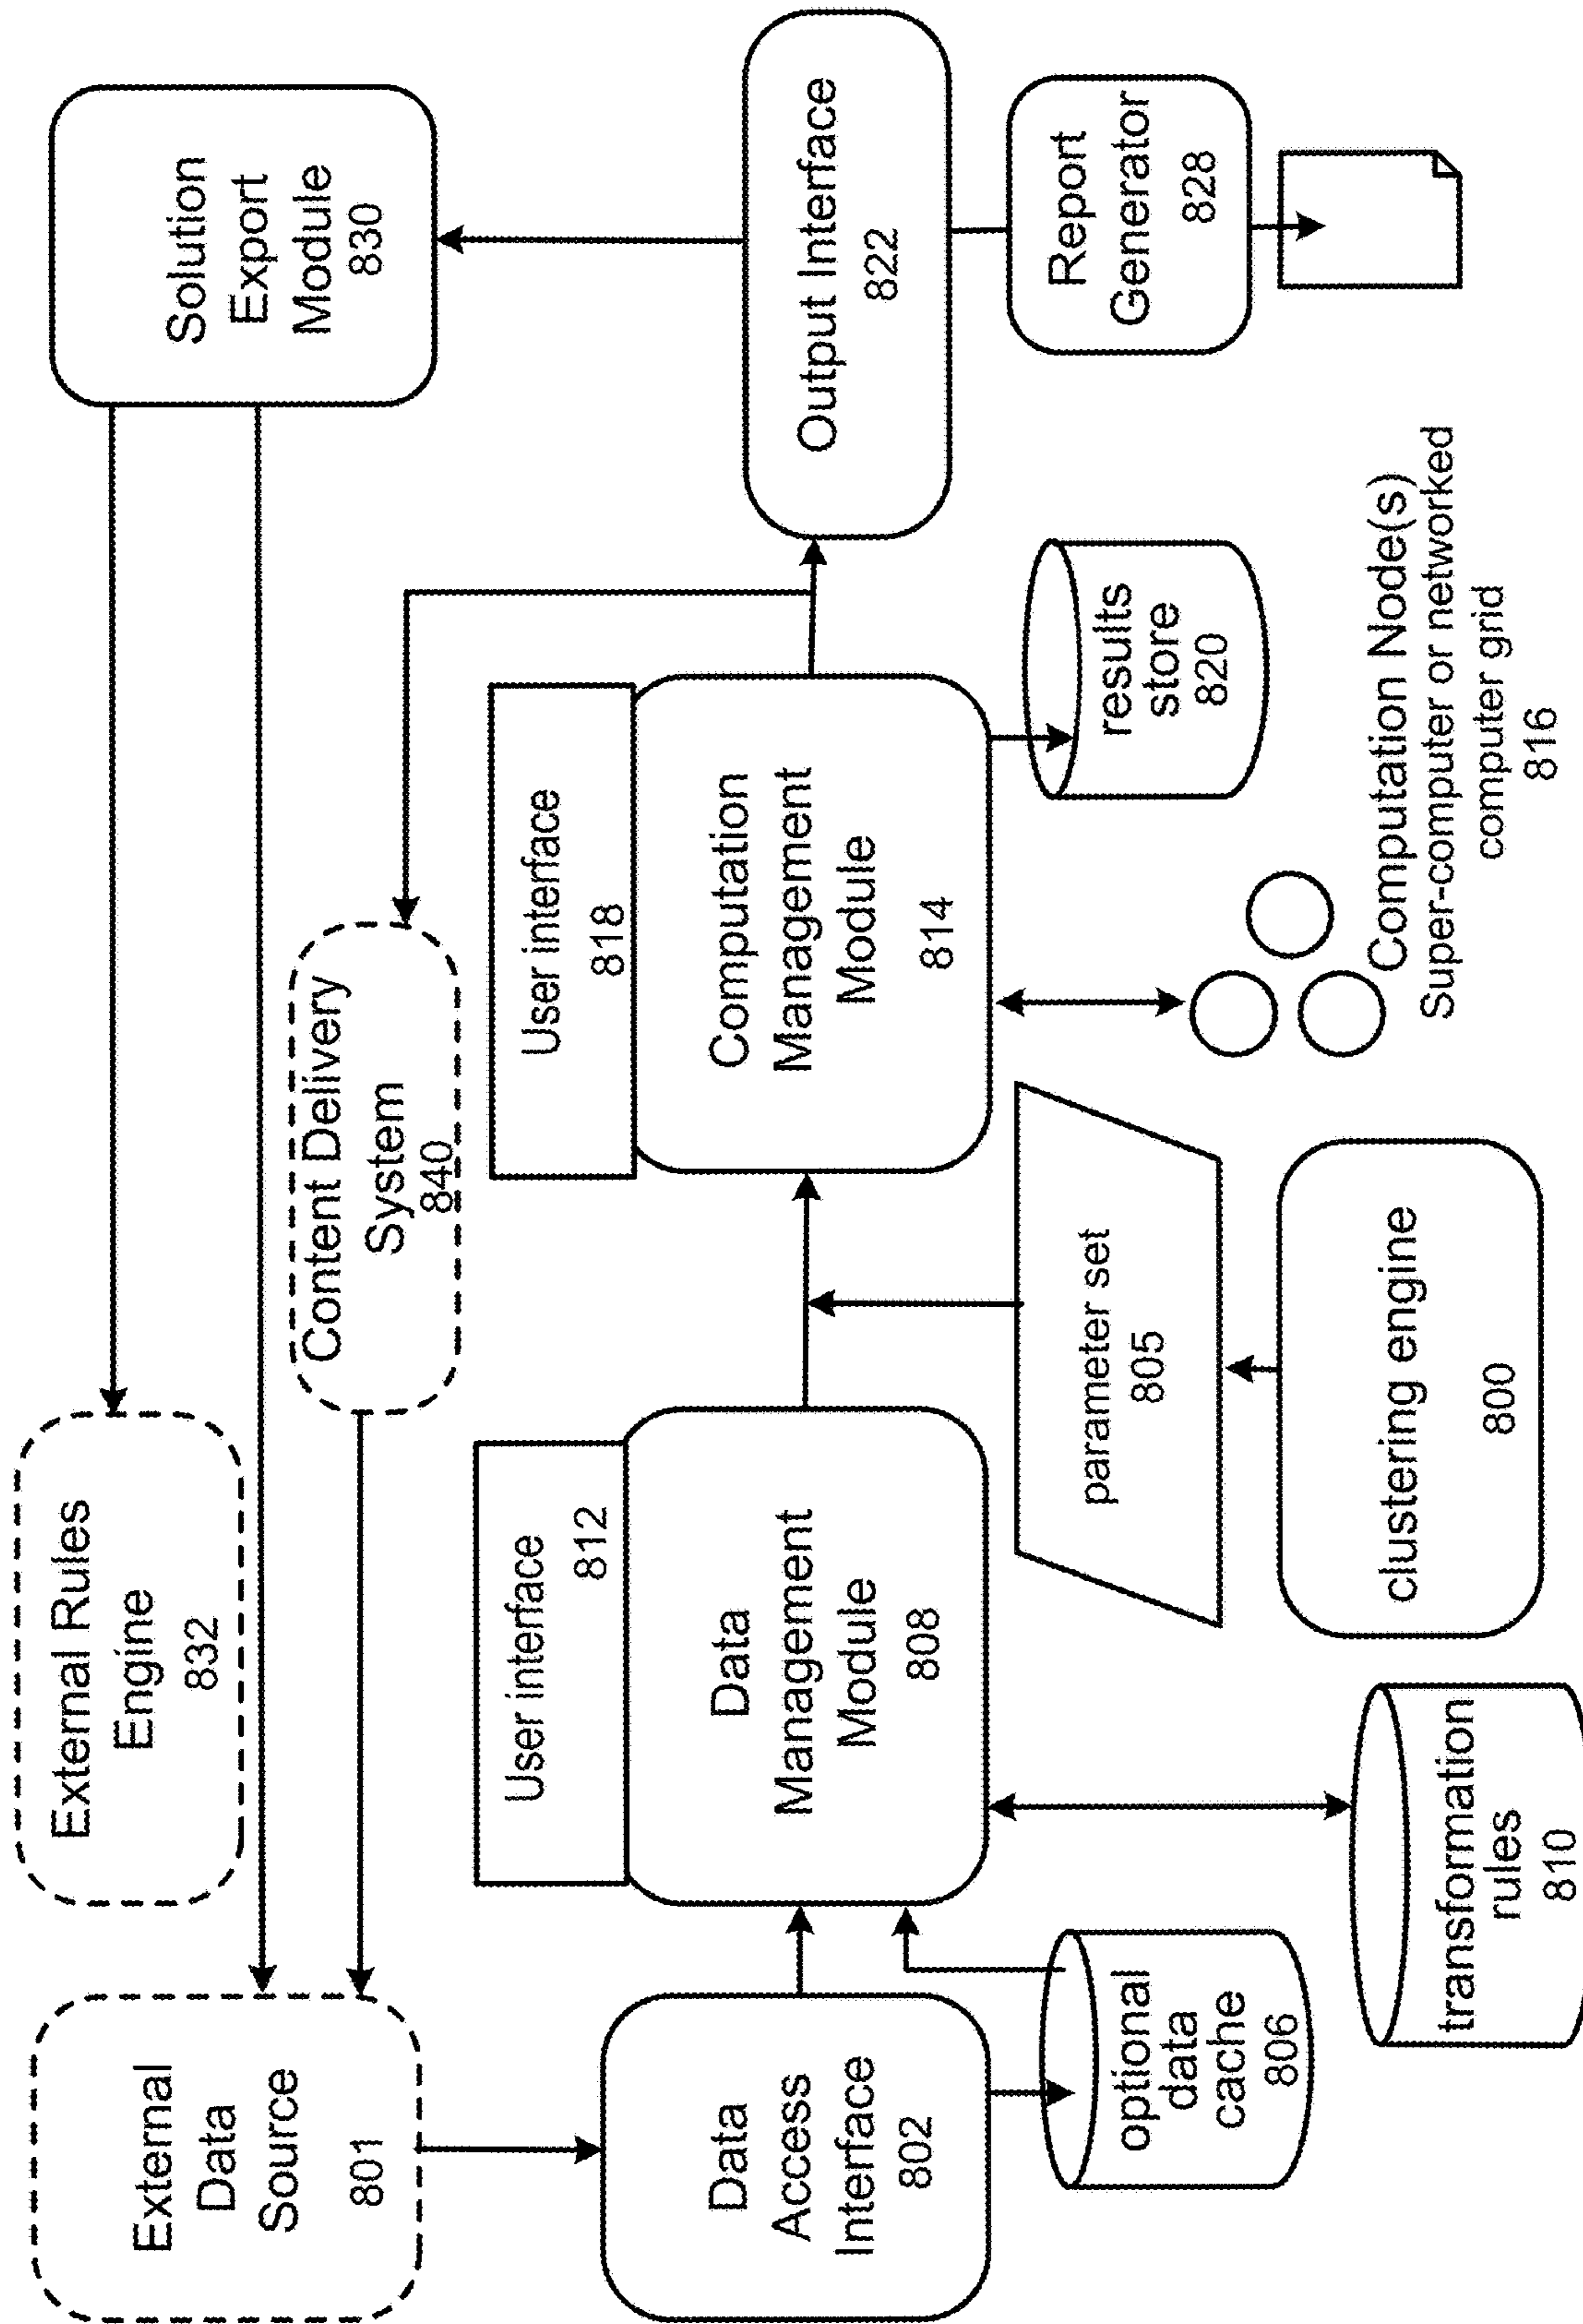 External
Data
Source
801
External Rules
Engine
832
Solution
Export
Module
830
Content Delivery
System
840
User interface
812
User interface
818
Data
Access
Interface
802
Data
Management
Module
808
Computation
Management
Module
814
Output Interface
822
optional
data
cache
806
parameter set
805
results
store
820
Report
Generator
828
transformation
rules
810
clustering engine
800
Computation Node(s)
Super-computer or networked
computer grid
816